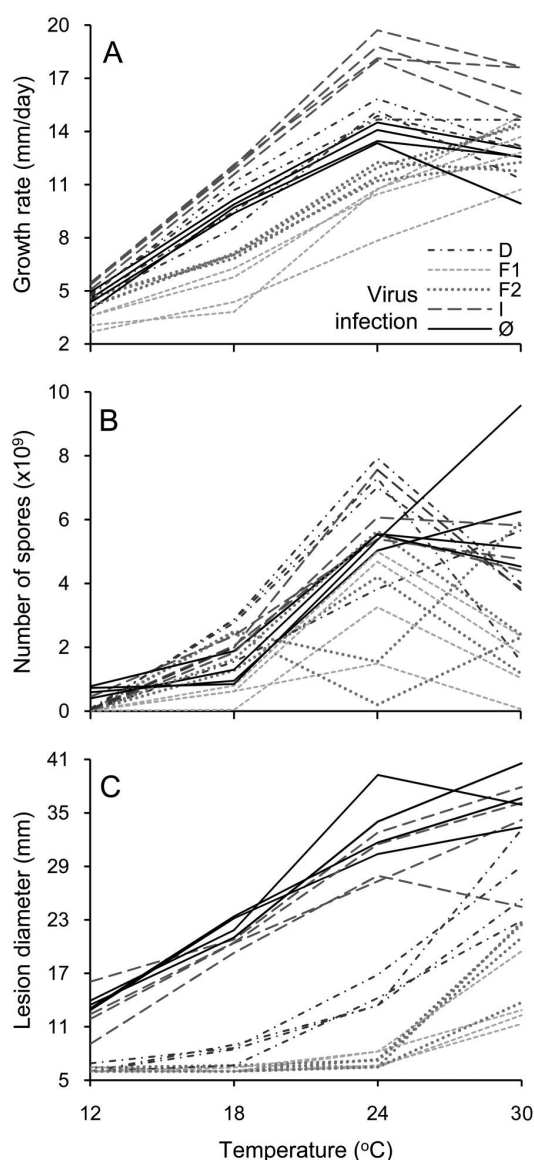 A
Growth rate (mm/day)
20
17
14
11
8
5
2
Virus infection
D
F1
F2
I
Ø
B
Number of spores (x10⁹)
10
8
6
4
2
0
C
Lesion diameter (mm)
41
35
29
23
17
11
5
12 18 24 30
Temperature (°C)